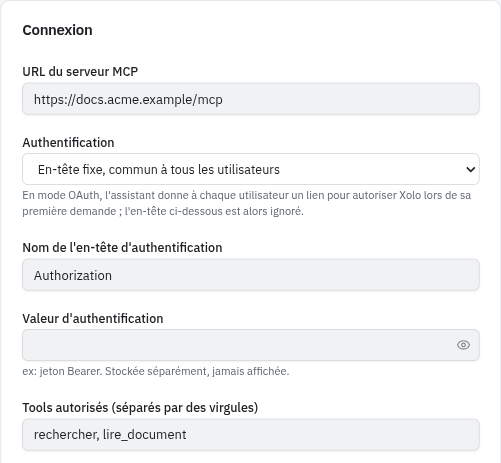 Connexion
URL du serveur MCP
https://docs.acme.example/mcp
Authentification
En-tête fixe, commun à tous les utilisateurs
En mode OAuth, l'assistant donne à chaque utilisateur un lien pour autoriser Xolo lors de sa
première demande ; l'en-tête ci-dessous est alors ignoré.
Nom de l'en-tête d'authentification
Authorization
Valeur d'authentification
ex: jeton Bearer. Stockée séparément, jamais affichée.
Tools autorisés (séparés par des virgules)
rechercher, lire_document